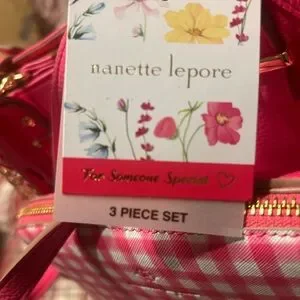 nanette lepore
For Someone Special
3 PIECE SET